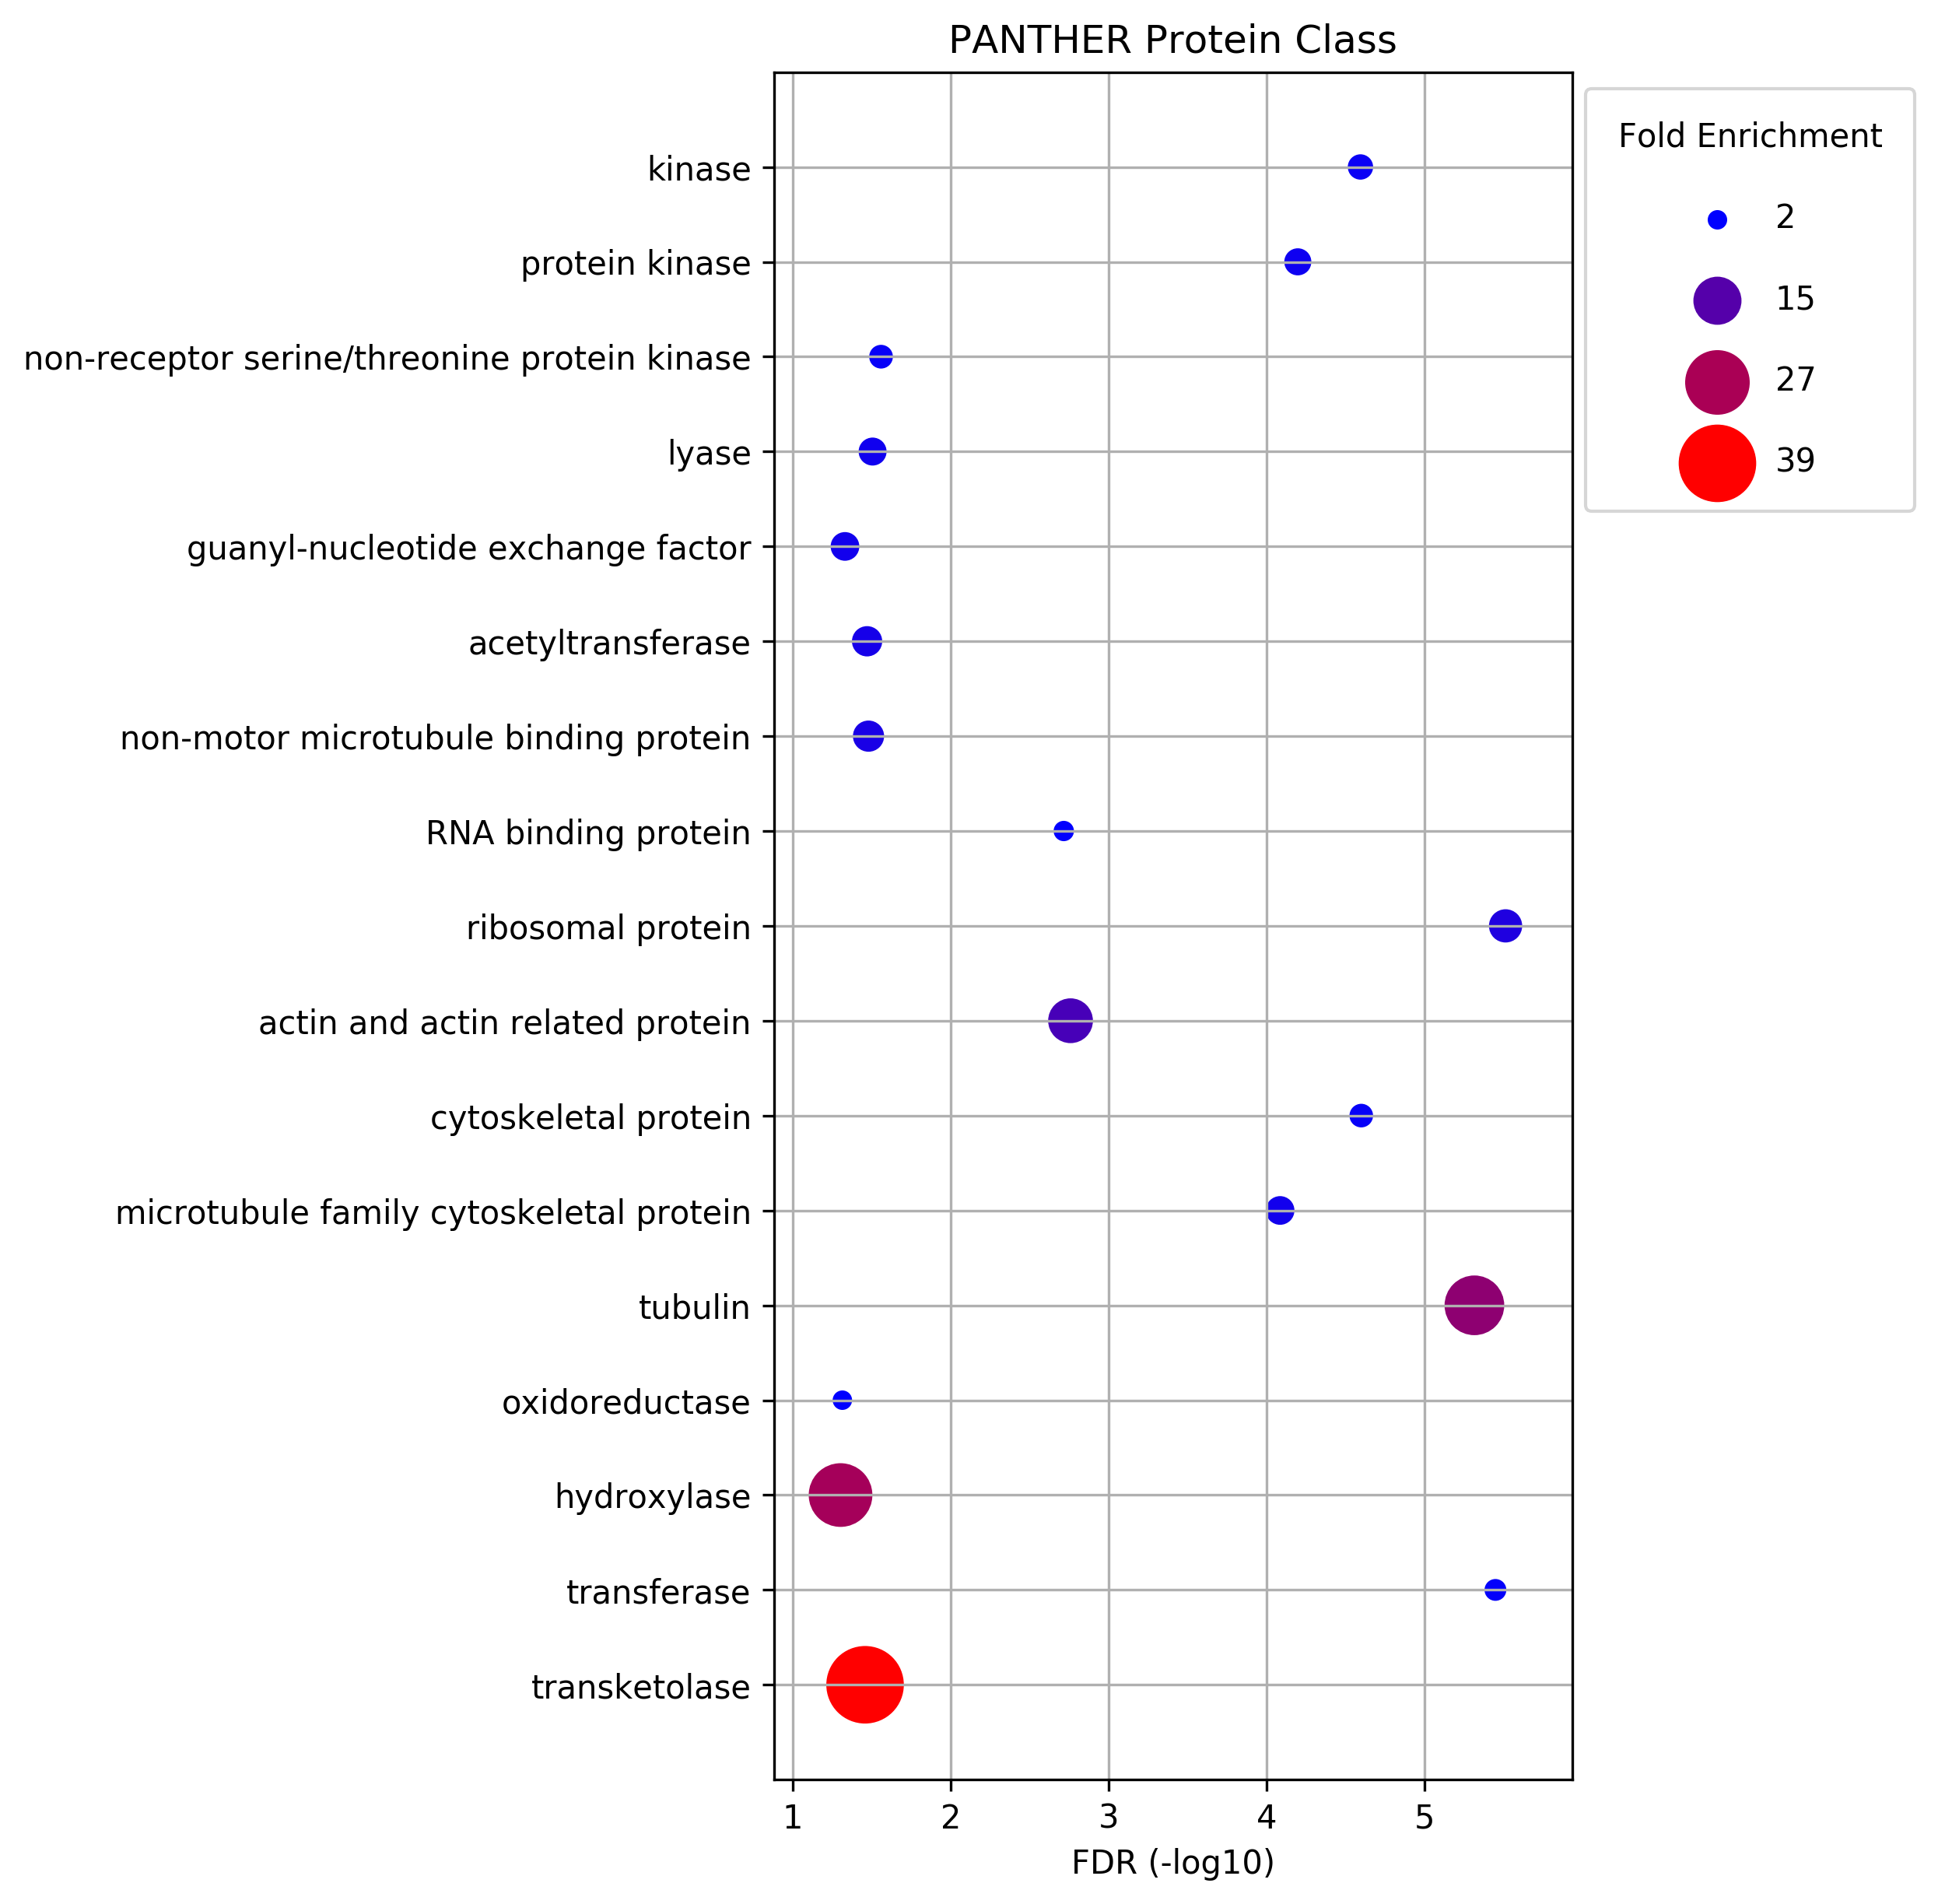 PANTHER Protein Class
kinase
protein kinase
non-receptor serine/threonine protein kinase
lyase
guanyl-nucleotide exchange factor
acetyltransferase
non-motor microtubule binding protein
RNA binding protein
ribosomal protein
actin and actin related protein
cytoskeletal protein
microtubule family cytoskeletal protein
tubulin
oxidoreductase
hydroxylase
transferase
transketolase
1 2 3 4 5
FDR (-log10)
Fold Enrichment
2
15
27
39